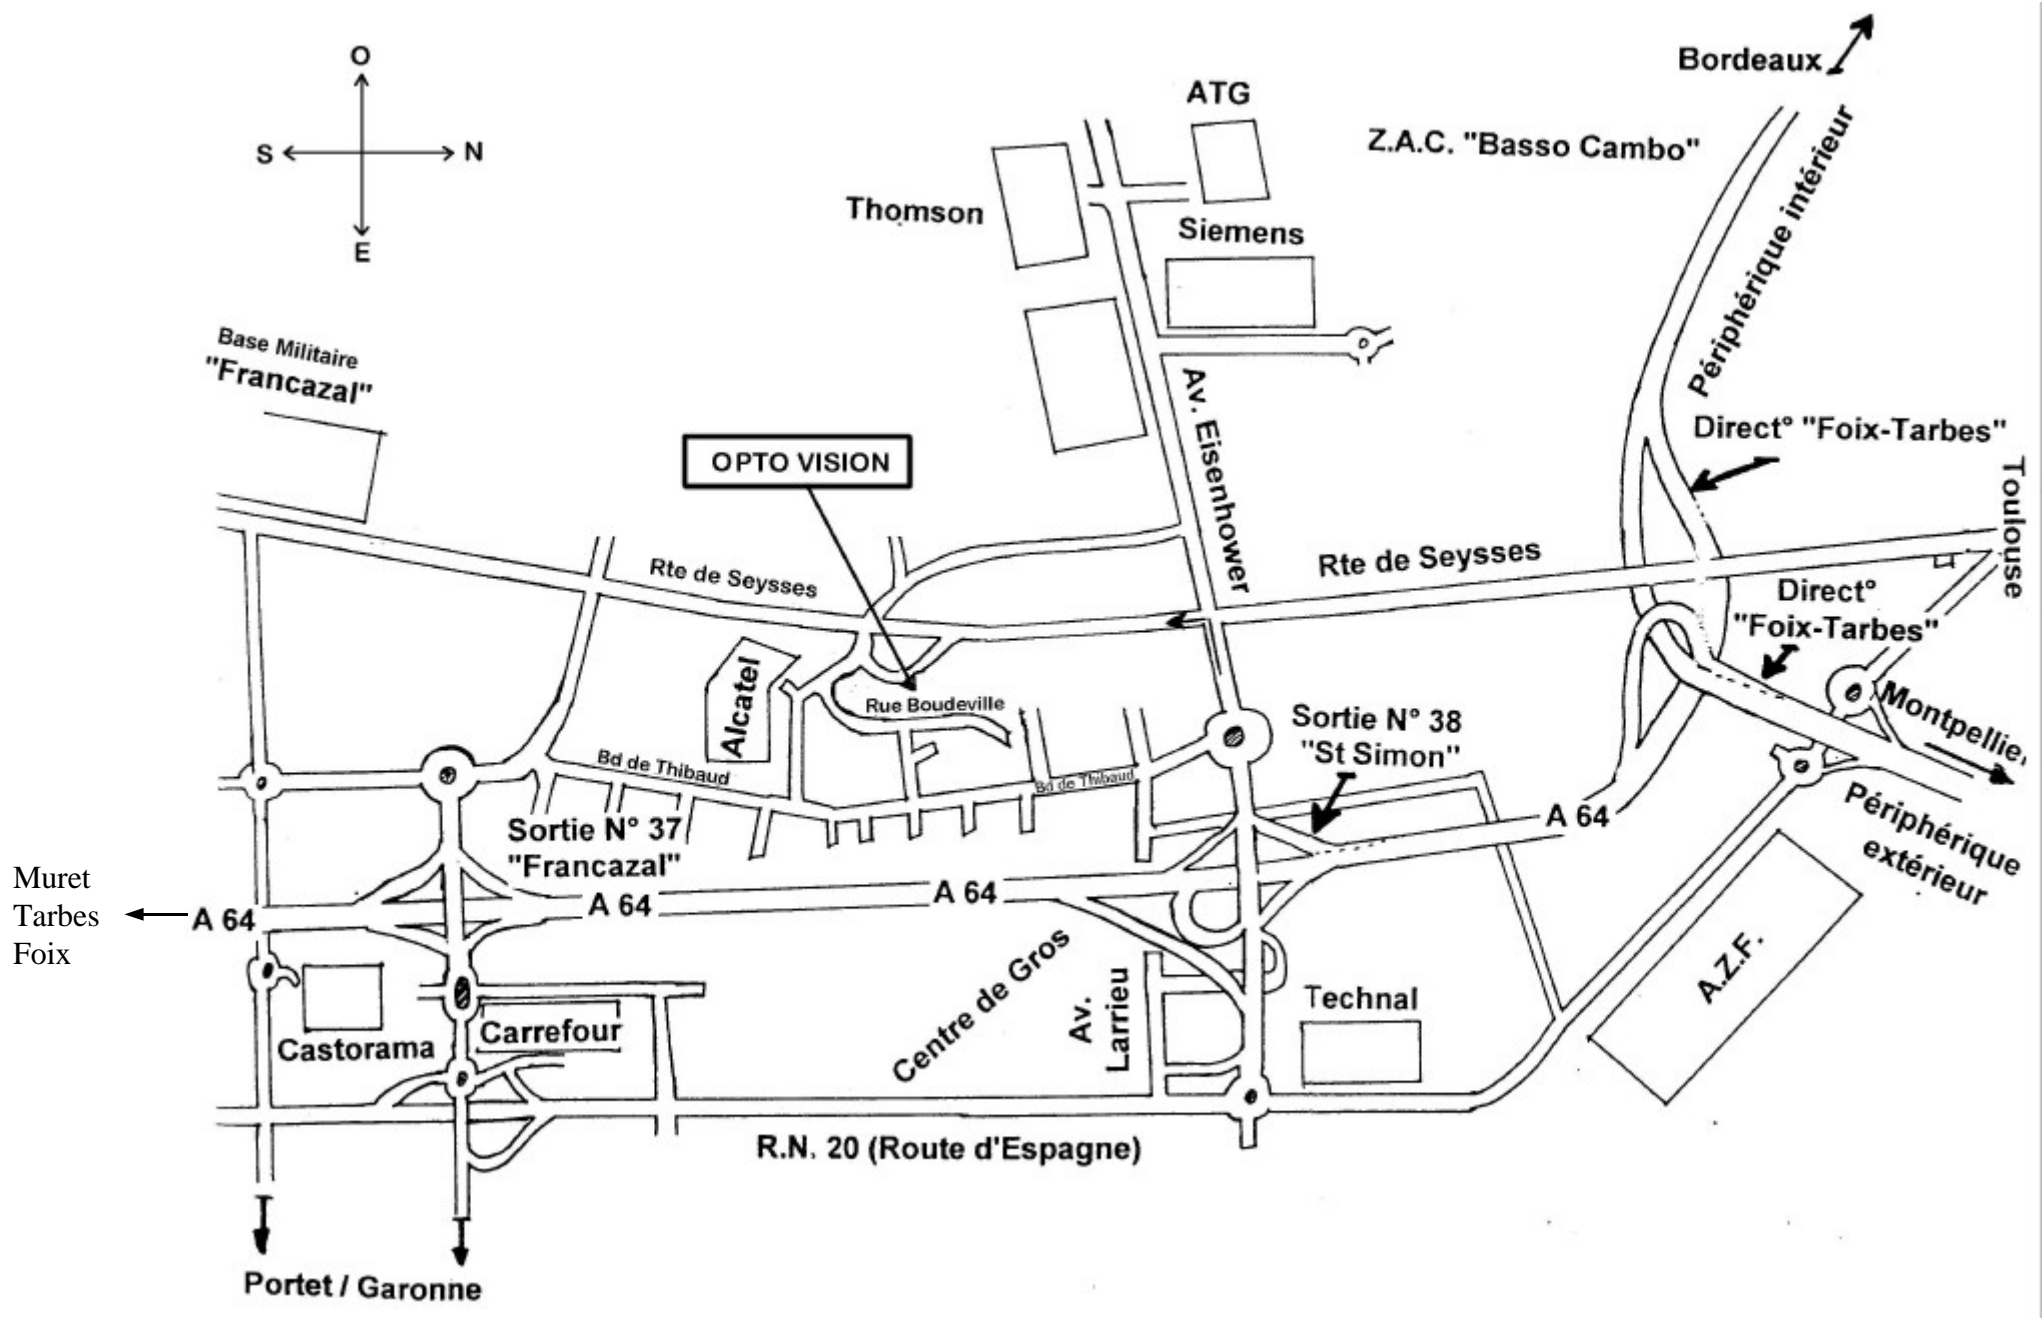 O
S
N
E
Bordeaux
ATG
Z.A.C. "Basso Cambo"
Périphérique intérieur
Thomson
Siemens
Base Militaire
"Francazal"
Av. Eisenhower
Direct° "Foix-Tarbes"
OPTO VISION
Toulouse
Rte de Seysses
Rte de Seysses
Direct°
"Foix-Tarbes"
Alcatel
Rue Boudeville
Montpellie
Sortie N° 38
"St Simon"
Bd de Thibaud
Bd de Thibaud
Sortie N° 37
"Francazal"
A 64
Périphérique
extérieur
Muret
Tarbes
Foix
A 64
A 64
A 64
Centre de Gros
Av.
Larrieu
Technal
A.Z.F.
Castorama
Carrefour
R.N. 20 (Route d'Espagne)
Portet / Garonne